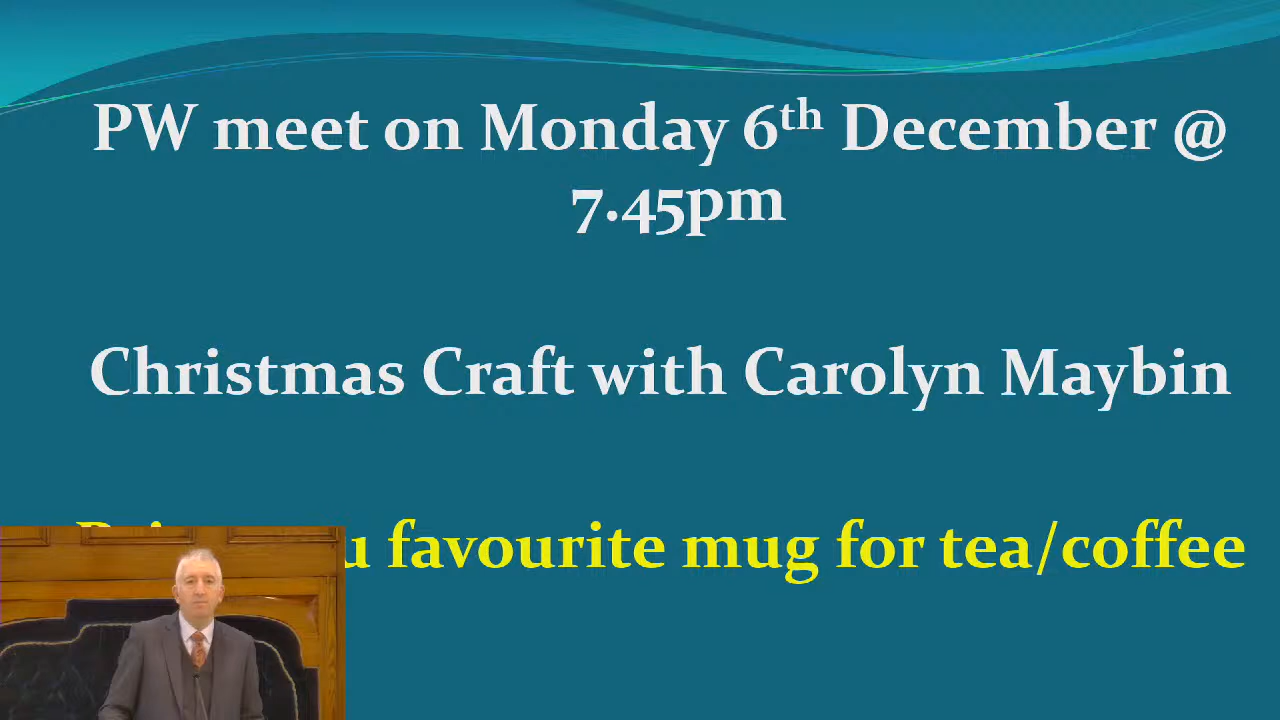 PW meet on Monday 6th December @
7.45pm
Christmas Craft with Carolyn Maybin
favourite mug for tea/coffee